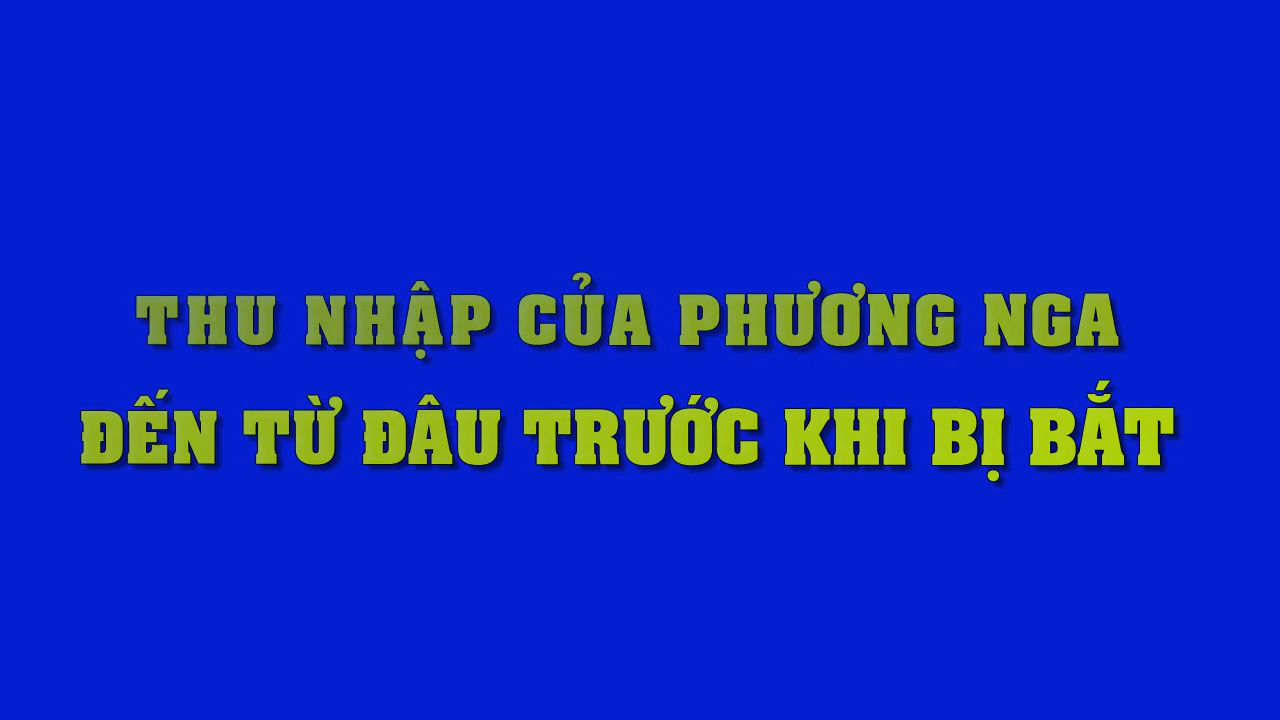 THU NHẬP CỦA PHƯƠNG NGA
ĐẾN TỪ ĐÂU TRƯỚC KHI BỊ BẮT